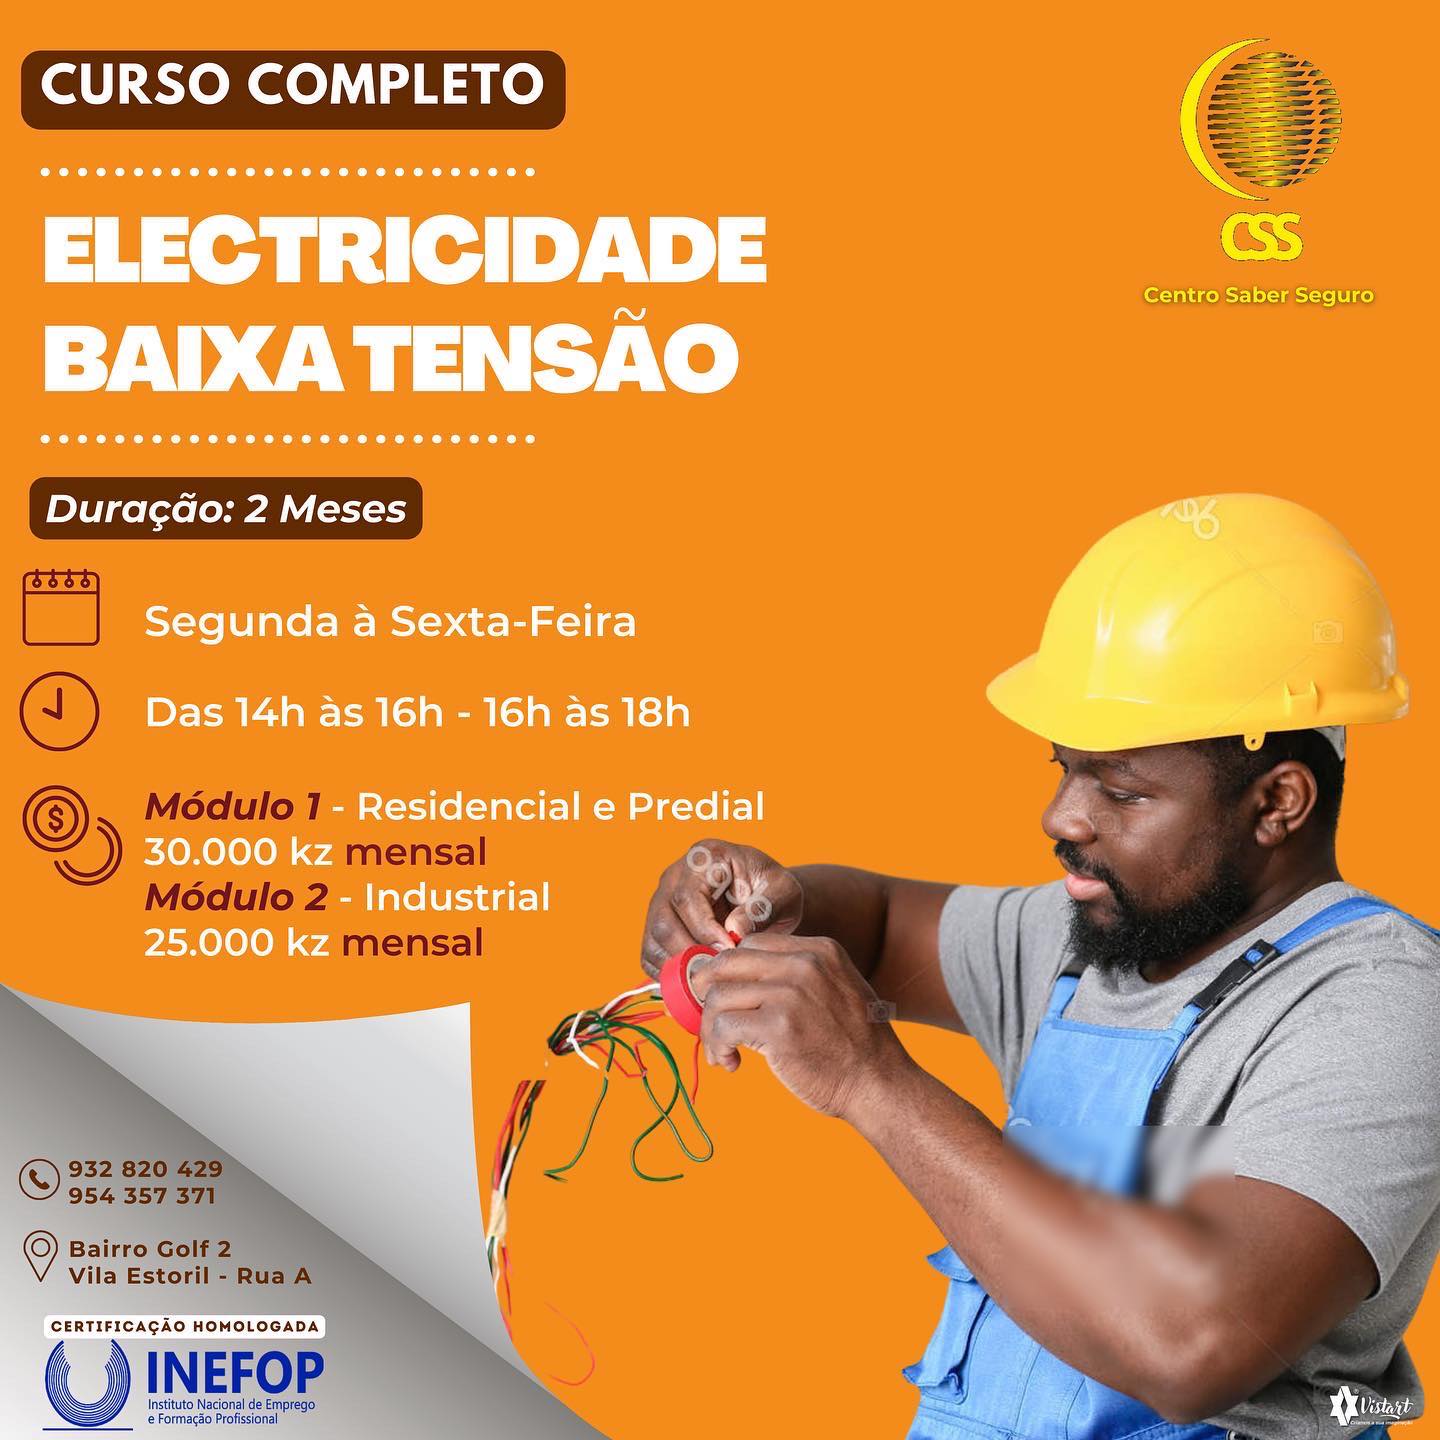 CURSO COMPLETO
CSS
Centro Saber Seguro
ELECTRICIDADE
BAIXA TENSÃO
Duração: 2 Meses
Segunda à Sexta-Feira
Das 14h às 16h - 16h às 18h
Módulo 1 - Residencial e Predial
30.000 kz mensal
Módulo 2 - Industrial
25.000 kz mensal
932 820 429
954 357 371
Bairro Golf 2
Vila Estoril - Rua A
CERTIFICAÇÃO HOMOLOGADA
INEFOP
Instituto Nacional de Emprego
e Formação Profissional
Vistart